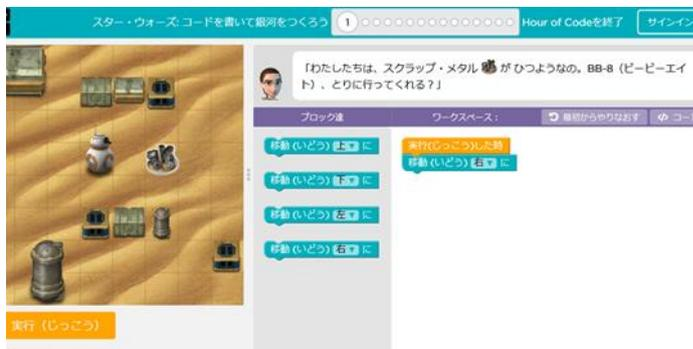 スター・ウォーズ: コードを書いて銀河をつくろう
1
Hour of Codeを終了
サインイン
「わたしたちは、スクラップ・メタル が ひつようなの。BB-8（ビービーエイ
ト）、とりに行ってくれる？」
ブロック達
ワークスペース：
最初からやりなおす
コー
移動 (いどう) 上 に
移動 (いどう) 下 に
移動 (いどう) 左 に
移動 (いどう) 右 に
実行(じっこう)した時
移動 (いどう) 右 に
実行（じっこう）